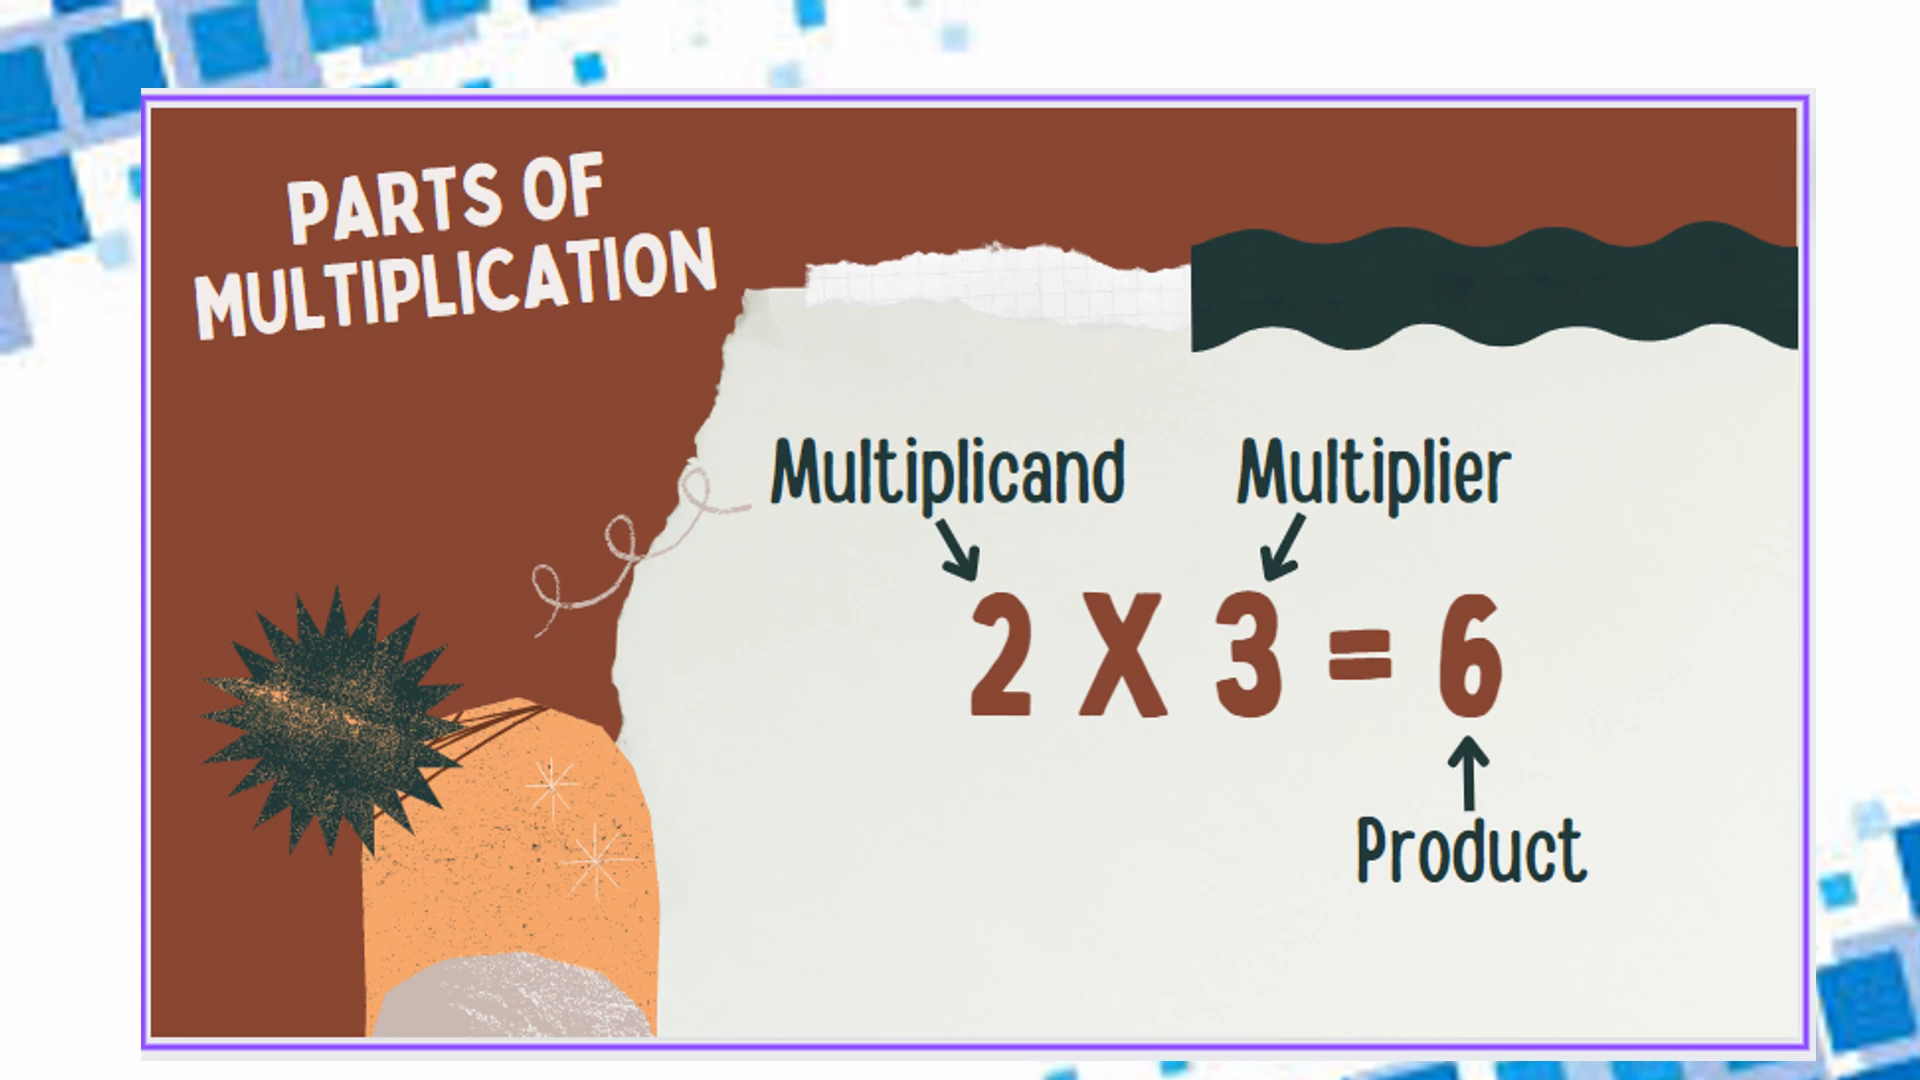 PARTS OF
MULTIPLICATION
Multiplicand Multiplier
2 X 3 = 6
Product